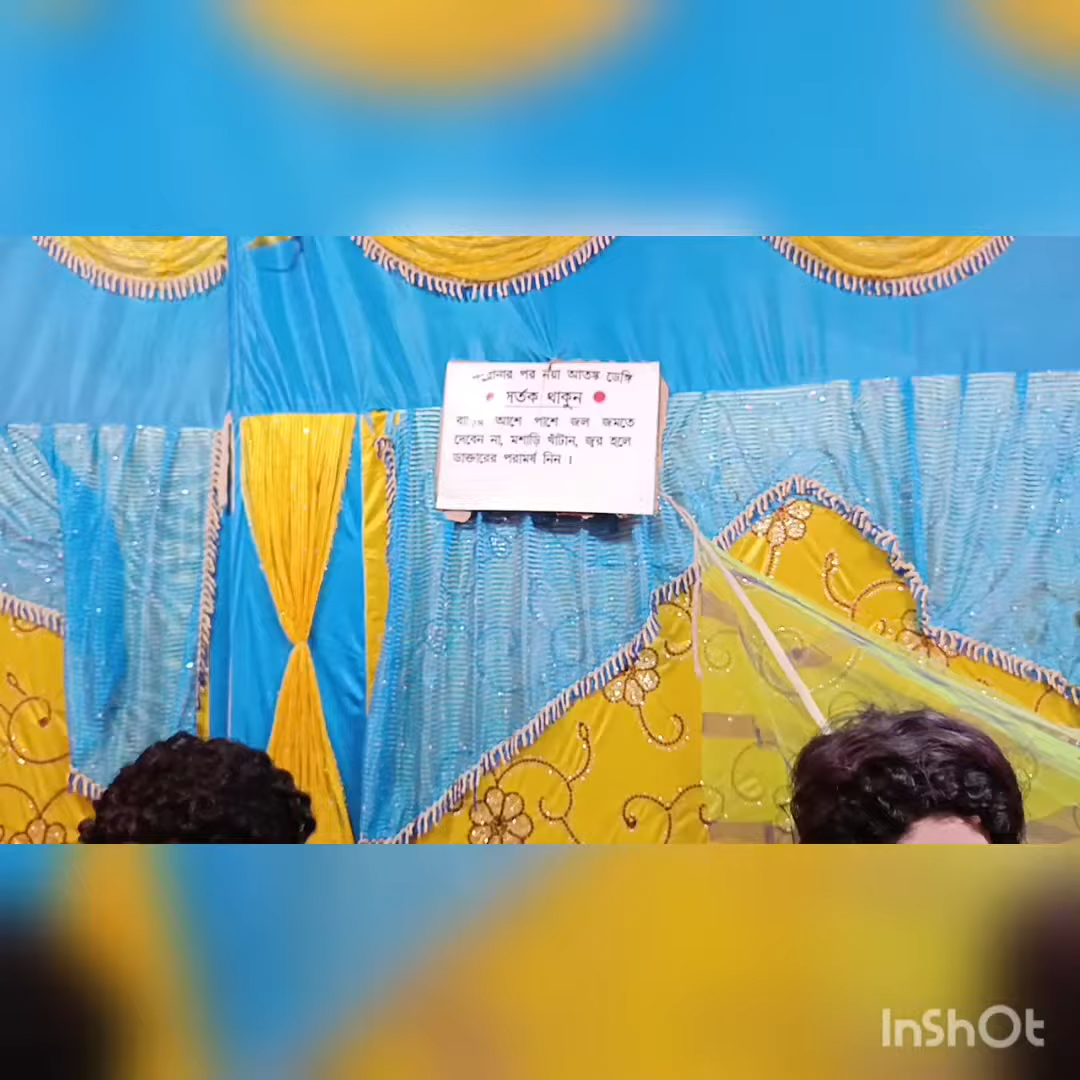 পর নয়া আতঙ্ক ডেঙ্গি
সর্তক থাকুন
আশে পাশে জল জমতে
দেবেন না, মশাড়ি খাঁটান, জ্বর হলে
ডাক্তারের পরামর্ষ নিন ।
InShOt